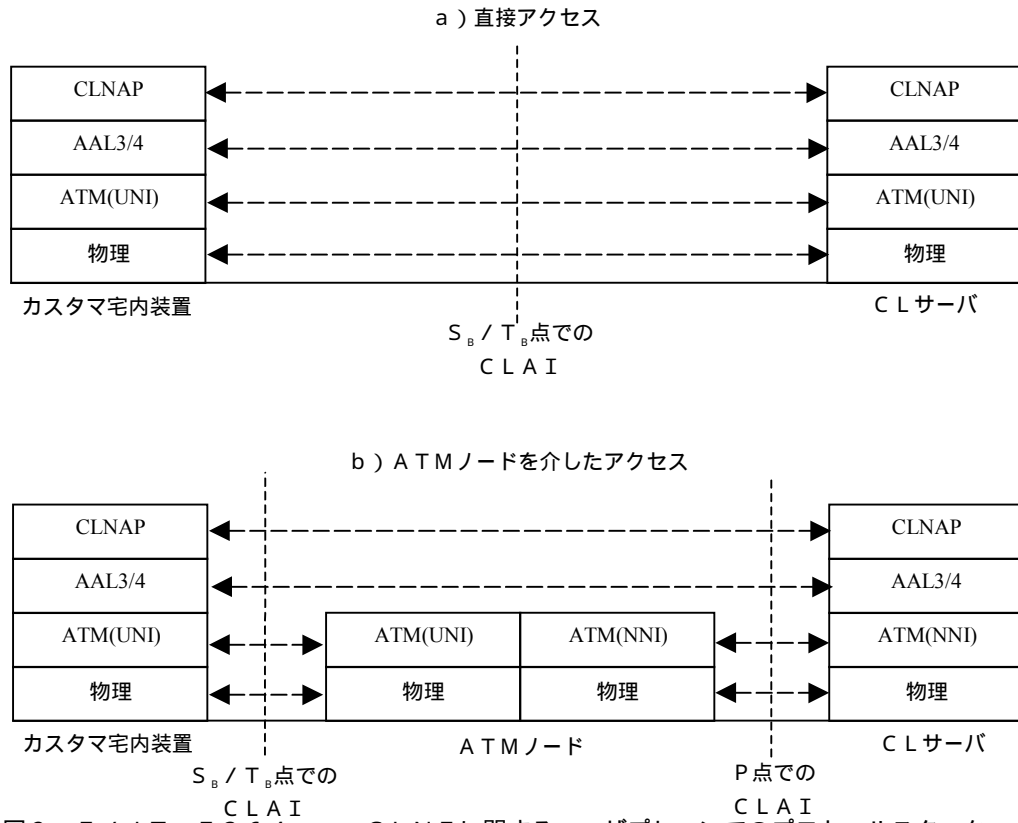 a）直接アクセス
CLNAP CLNAP
AAL3/4 AAL3/4
ATM(UNI) ATM(UNI)
物理 物理
カスタマ宅内装置 ＣＬサーバ
ＳB／ＴB点での
ＣＬＡＩ
b）ＡＴＭノードを介したアクセス
CLNAP CLNAP
AAL3/4 AAL3/4
ATM(UNI) ATM(UNI) ATM(NNI) ATM(NNI)
物理 物理 物理 物理
カスタマ宅内装置 ＡＴＭノード ＣＬサーバ
ＳB／ＴB点での P点での
ＣＬＡＩ ＣＬＡＩ